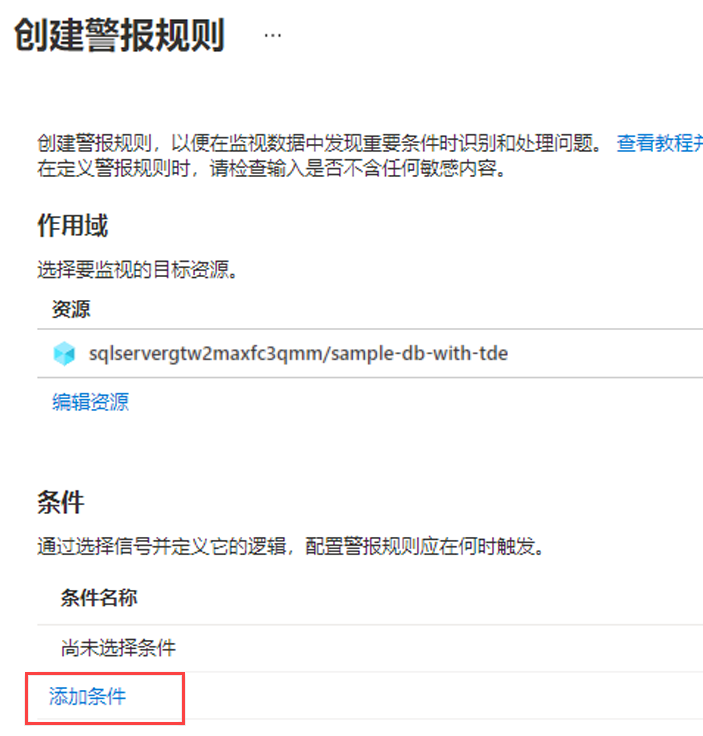 创建警报规则 ...
创建警报规则，以便在监视数据中发现重要条件时识别和处理问题。 查看教程并
在定义警报规则时，请检查输入是否不含任何敏感内容。
作用域
选择要监视的目标资源。
资源
sqlservergtw2maxfc3qmm/sample-db-with-tde
编辑资源
条件
通过选择信号并定义它的逻辑，配置警报规则应在何时触发。
条件名称
尚未选择条件
添加条件